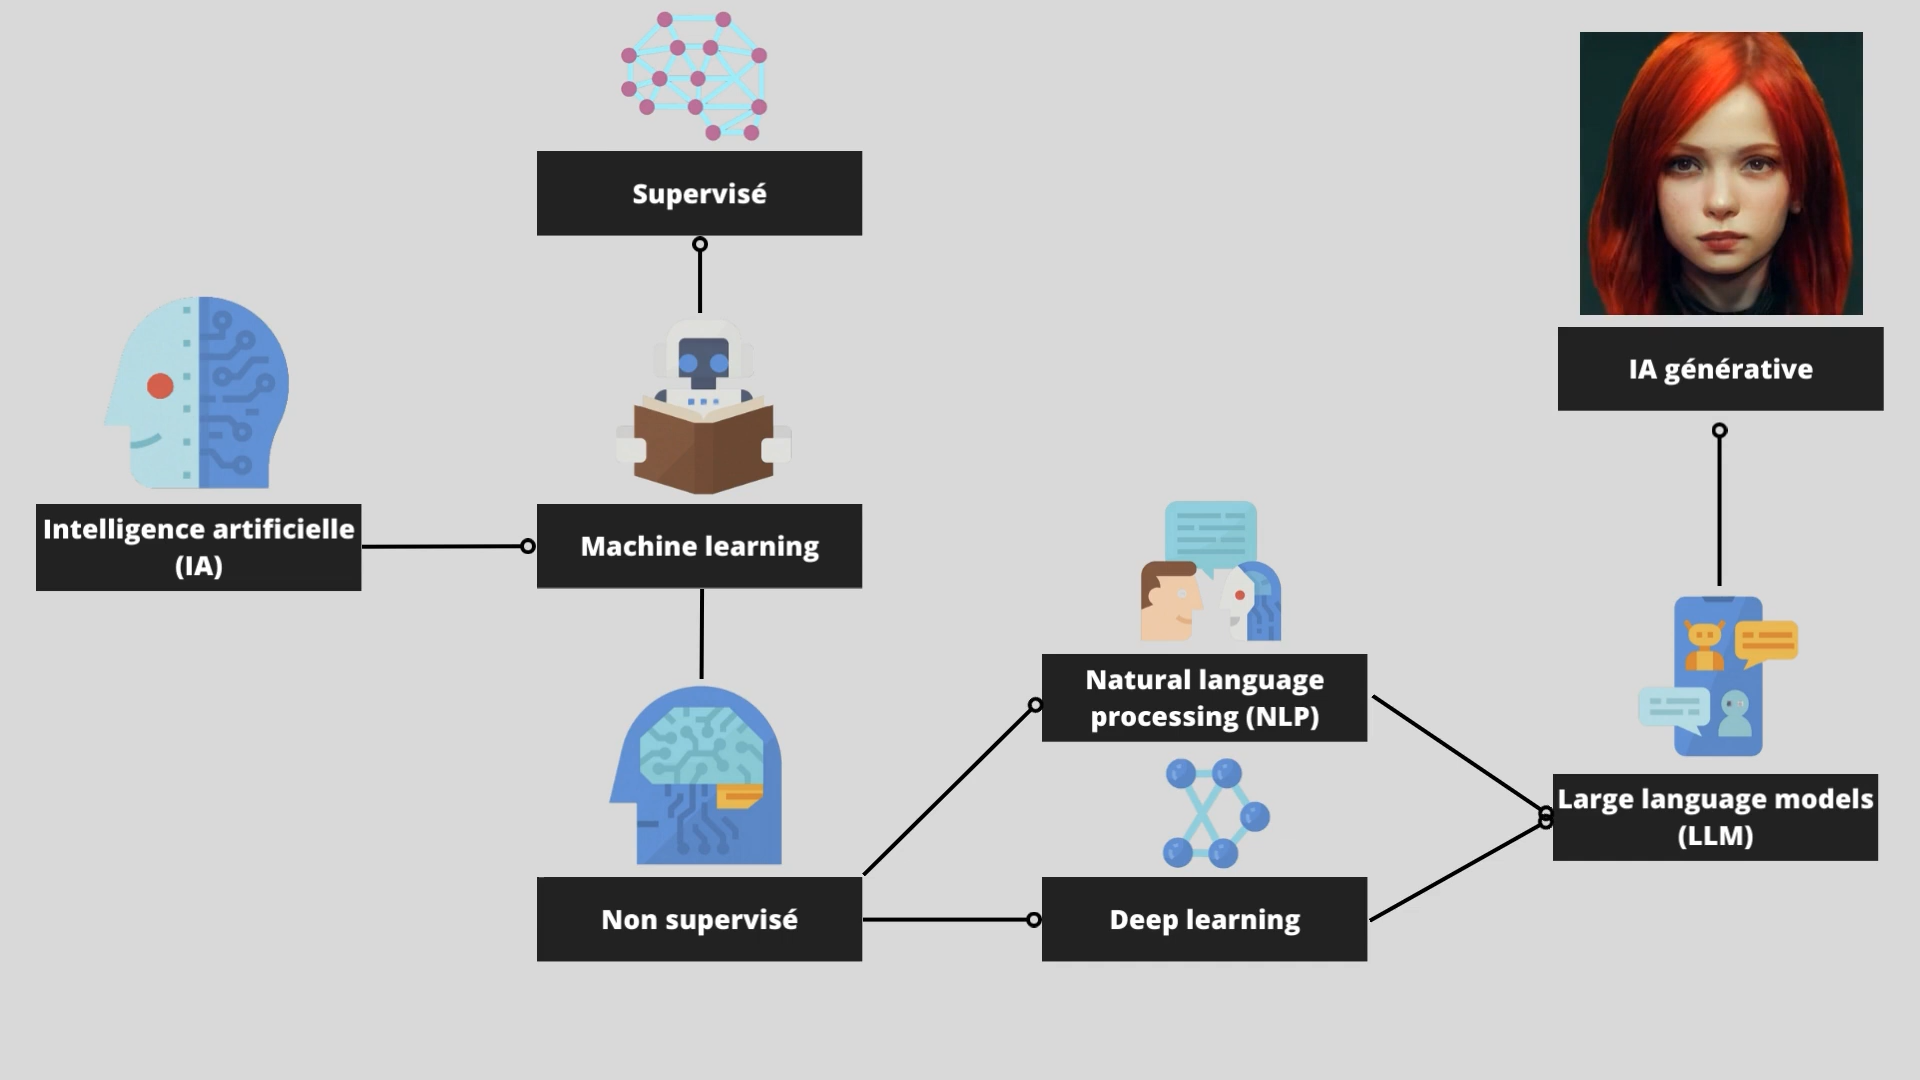 Supervisé
IA générative
Intelligence artificielle
(IA)
Machine learning
Natural language
processing (NLP)
Large language models
(LLM)
Non supervisé
Deep learning